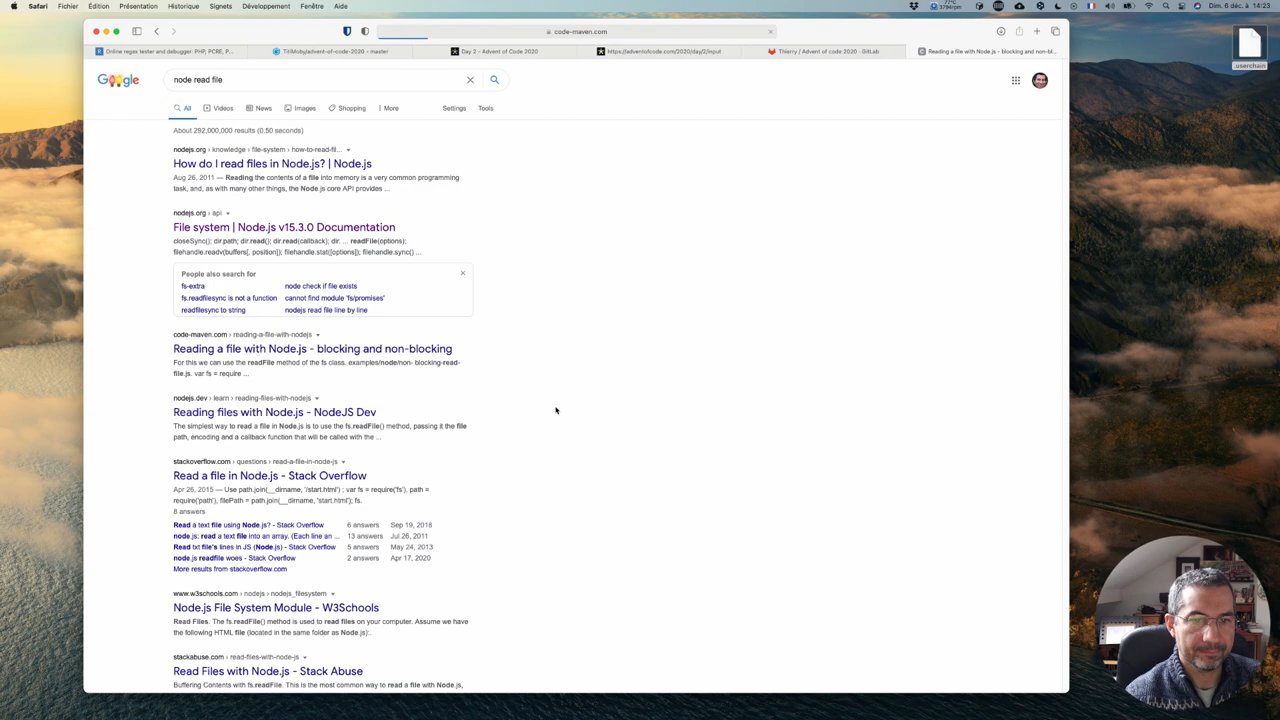 Safari Fichier Édition Présentation Historique Signets Développement Fenêtre Aide
77°C
3794rpm
Dim. 6 déc. à 14:23
code-maven.com
Online regex tester and debugger: PHP, PCRE, P...
TitiMoby/advent-of-code-2020 – master
Day 2 – Advent of Code 2020
https://adventofcode.com/2020/day/2/input
Thierry / Advent of code 2020 · GitLab
Reading a file with Node.js - blocking and non-bl...
.userchain
Google
node read file
All Videos News Images Shopping More Settings Tools
About 292,000,000 results (0.50 seconds)
nodejs.org › knowledge › file-system › how-to-read-fil...
How do I read files in Node.js? | Node.js
Aug 26, 2011 — Reading the contents of a file into memory is a very common programming
task, and, as with many other things, the Node.js core API provides ...
nodejs.org › api
File system | Node.js v15.3.0 Documentation
closeSync(); dir.path; dir.read(); dir.read(callback); dir. ... readFile(options);
filehandle.readv(buffers[, position]); filehandle.stat([options]); filehandle.sync() ...
People also search for
fs-extra node check if file exists
fs.readfilesync is not a function cannot find module 'fs/promises'
readfilesync to string nodejs read file line by line
code-maven.com › reading-a-file-with-nodejs
Reading a file with Node.js - blocking and non-blocking
For this we can use the readFile method of the fs class. examples/node/non- blocking-read-
file.js. var fs = require ...
nodejs.dev › learn › reading-files-with-nodejs
Reading files with Node.js - NodeJS Dev
The simplest way to read a file in Node.js is to use the fs.readFile() method, passing it the file
path, encoding and a callback function that will be called with the ...
stackoverflow.com › questions › read-a-file-in-node-js
Read a file in Node.js - Stack Overflow
Apr 26, 2015 — Use path.join(__dirname, '/start.html') ; var fs = require('fs'), path =
require('path'), filePath = path.join(__dirname, 'start.html'); fs.
8 answers
Read a text file using Node.js? - Stack Overflow 6 answers Sep 19, 2018
node.js: read a text file into an array. (Each line an ... 13 answers Jul 26, 2011
Read txt file's lines in JS (Node.js) - Stack Overflow 5 answers May 24, 2013
node.js readfile woes - Stack Overflow 2 answers Apr 17, 2020
More results from stackoverflow.com
www.w3schools.com › nodejs › nodejs_filesystem
Node.js File System Module - W3Schools
Read Files. The fs.readFile() method is used to read files on your computer. Assume we have
the following HTML file (located in the same folder as Node.js):.
stackabuse.com › read-files-with-node-js
Read Files with Node.js - Stack Abuse
Buffering Contents with fs.readFile. This is the most common way to read a file with Node.js,